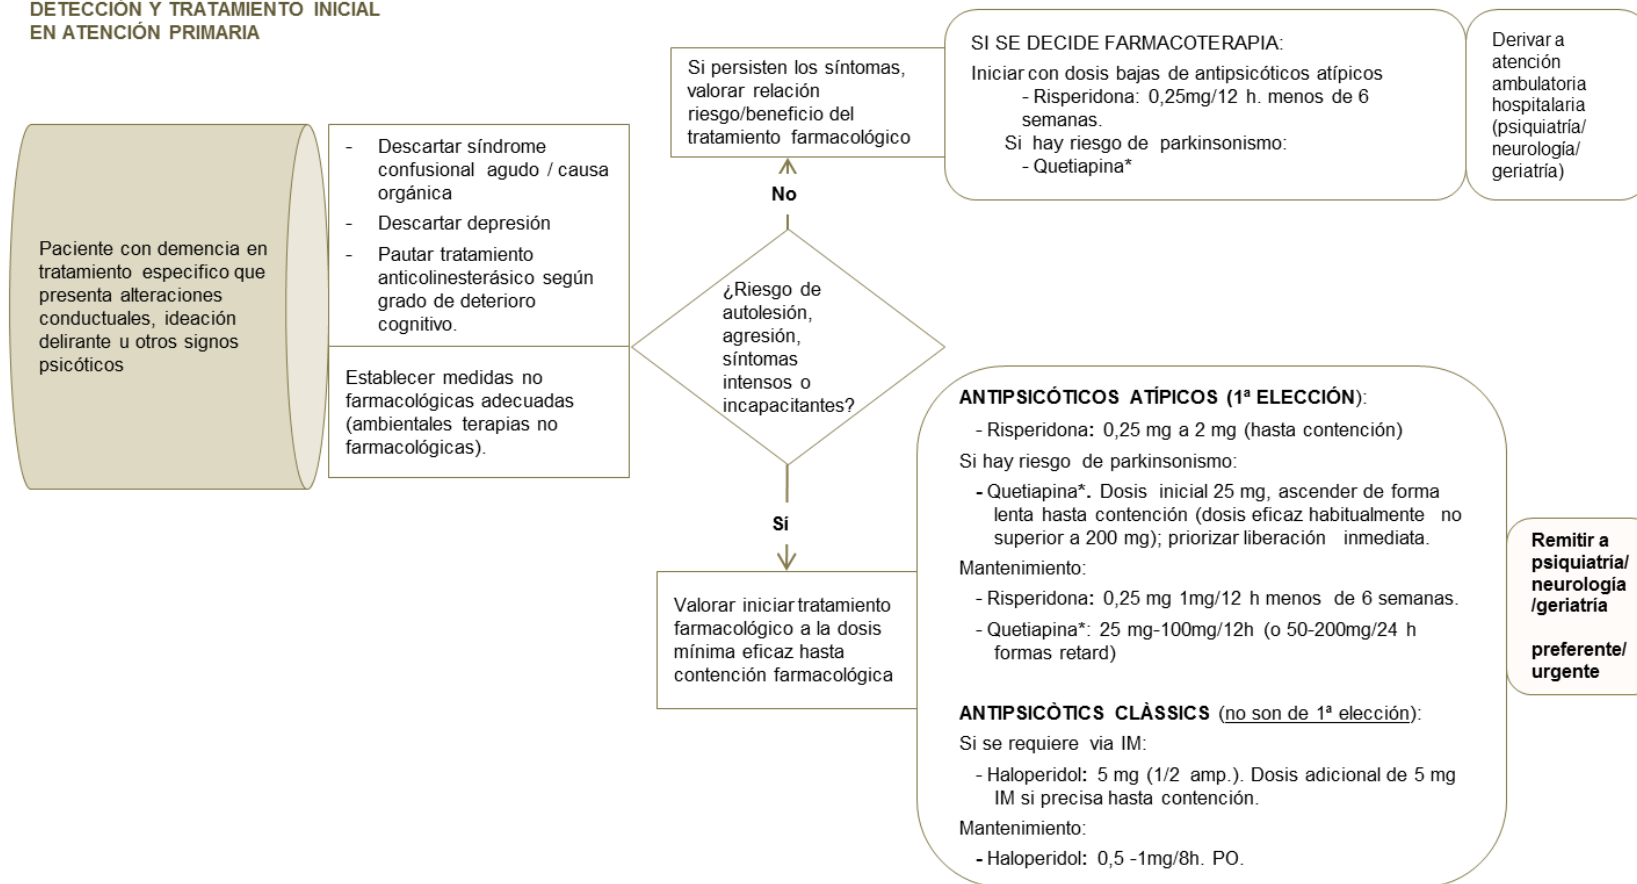 DETECCIÓN Y TRATAMIENTO INICIAL
EN ATENCIÓN PRIMARIA
Paciente con demencia en
tratamiento especifico que
presenta alteraciones
conductuales, ideación
delirante u otros signos
psicóticos
- Descartar síndrome
confusional agudo / causa
orgánica
- Descartar depresión
- Pautar tratamiento
anticolinesterásico según
grado de deterioro
cognitivo.
Establecer medidas no
farmacológicas adecuadas
(ambientales terapias no
farmacológicas).
¿Riesgo de
autolesión,
agresión,
síntomas
intensos o
incapacitantes?
No
Si persisten los síntomas,
valorar relación
riesgo/beneficio del
tratamiento farmacológico
SI SE DECIDE FARMACOTERAPIA:
Iniciar con dosis bajas de antipsicóticos atípicos
- Risperidona: 0,25mg/12 h. menos de 6
semanas.
Si hay riesgo de parkinsonismo:
- Quetiapina*
Derivar a
atención
ambulatoria
hospitalaria
(psiquiatría/
neurología/
geriatría)
Sí
Valorar iniciar tratamiento
farmacológico a la dosis
mínima eficaz hasta
contención farmacológica
ANTIPSICÓTICOS ATÍPICOS (1ª ELECCIÓN):
- Risperidona: 0,25 mg a 2 mg (hasta contención)
Si hay riesgo de parkinsonismo:
- Quetiapina*. Dosis inicial 25 mg, ascender de forma
lenta hasta contención (dosis eficaz habitualmente no
superior a 200 mg); priorizar liberación inmediata.
Mantenimiento:
- Risperidona: 0,25 mg 1mg/12 h menos de 6 semanas.
- Quetiapina*: 25 mg-100mg/12h (o 50-200mg/24 h
formas retard)
ANTIPSICÒTICS CLÀSSICS (no son de 1ª elección):
Si se requiere via IM:
- Haloperidol: 5 mg (1/2 amp.). Dosis adicional de 5 mg
IM si precisa hasta contención.
Mantenimiento:
- Haloperidol: 0,5 -1mg/8h. PO.
Remitir a
psiquiatría/
neurología
/geriatría
preferente/
urgente